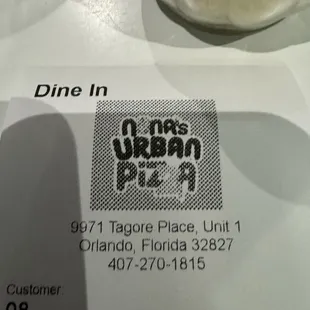 Dine In
NONA'S
URBAN
PIZZA
9971 Tagore Place, Unit 1
Orlando, Florida 32827
407-270-1815
Customer: